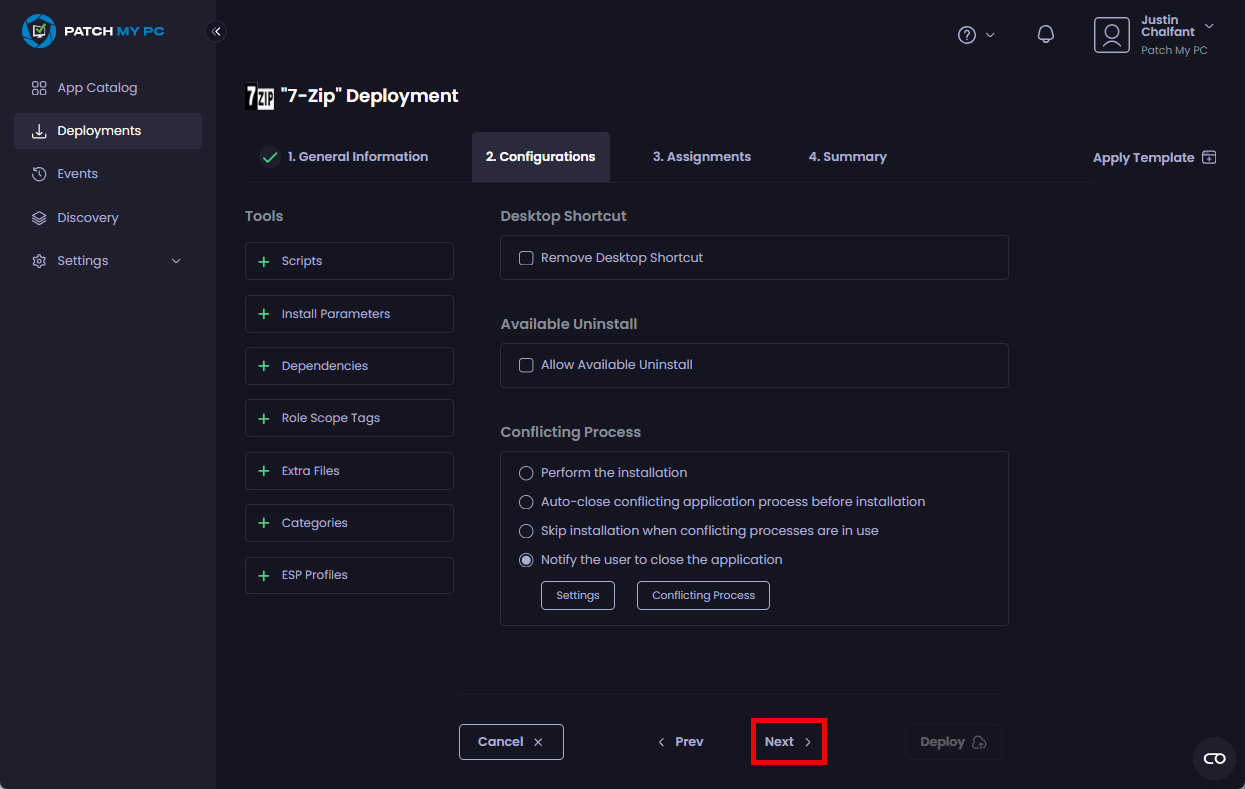 PATCH MY PC
Justin
Chalfant
Patch My PC
App Catalog
Deployments
Events
Discovery
Settings
7 ZIP "7-Zip" Deployment
1. General Information
2. Configurations
3. Assignments
4. Summary
Apply Template
Tools
Scripts
Install Parameters
Dependencies
Role Scope Tags
Extra Files
Categories
ESP Profiles
Desktop Shortcut
Remove Desktop Shortcut
Available Uninstall
Allow Available Uninstall
Conflicting Process
Perform the installation
Auto-close conflicting application process before installation
Skip installation when conflicting processes are in use
Notify the user to close the application
Settings
Conflicting Process
Cancel
Prev
Next
Deploy